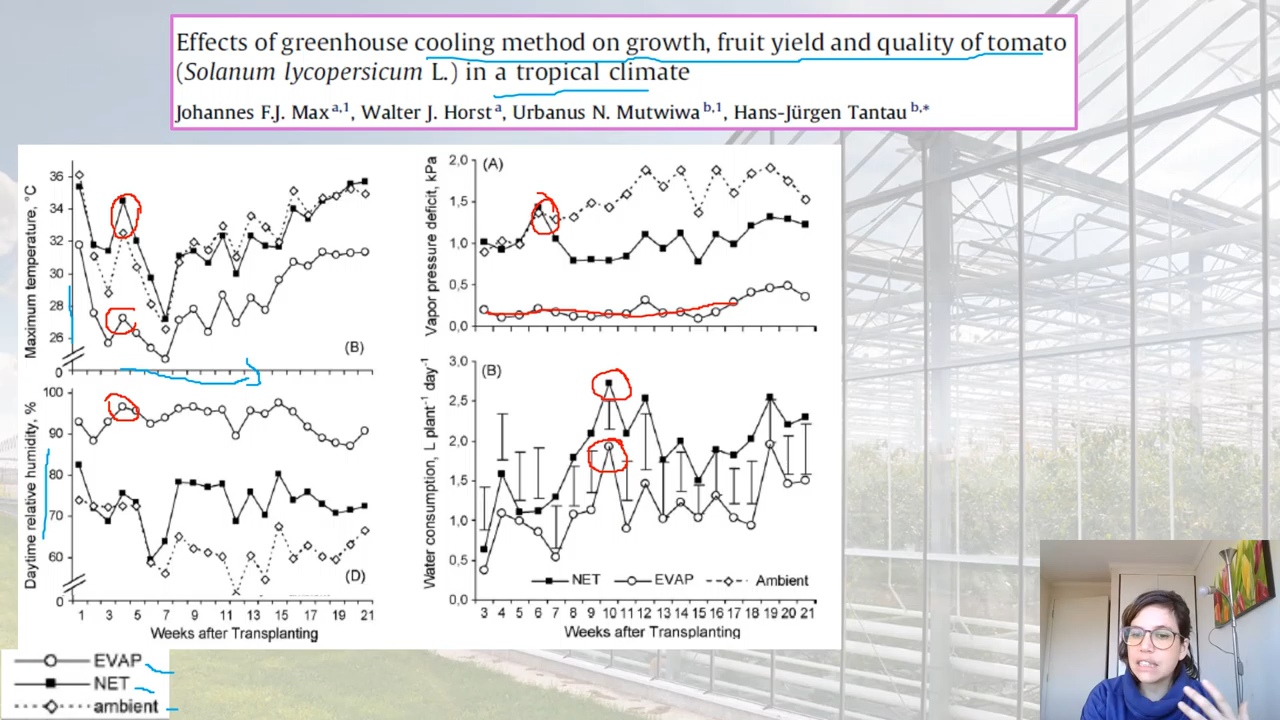 Effects of greenhouse cooling method on growth, fruit yield and quality of tomato
(Solanum lycopersicum L.) in a tropical climate
Johannes F.J. Max a,1, Walter J. Horst a, Urbanus N. Mutwiwa b,1, Hans-Jürgen Tantau b,*
Maximum temperature, °C
36
34
32
30
28
26
0
(B)
Daytime relative humidity, %
100
90
80
70
60
0
(D)
1 3 5 7 9 11 13 15 17 19 21
Weeks after Transplanting
Vapor pressure deficit, kPa
2,0
1,5
1,0
0,5
0,0
(A)
Water consumption, L plant-1 day-1
3,0
2,5
2,0
1,5
1,0
0,5
0,0
(B)
NET EVAP Ambient
3 4 5 6 7 8 9 10 11 12 13 14 15 16 17 18 19 20 21
Weeks after Transplanting
EVAP
NET
ambient